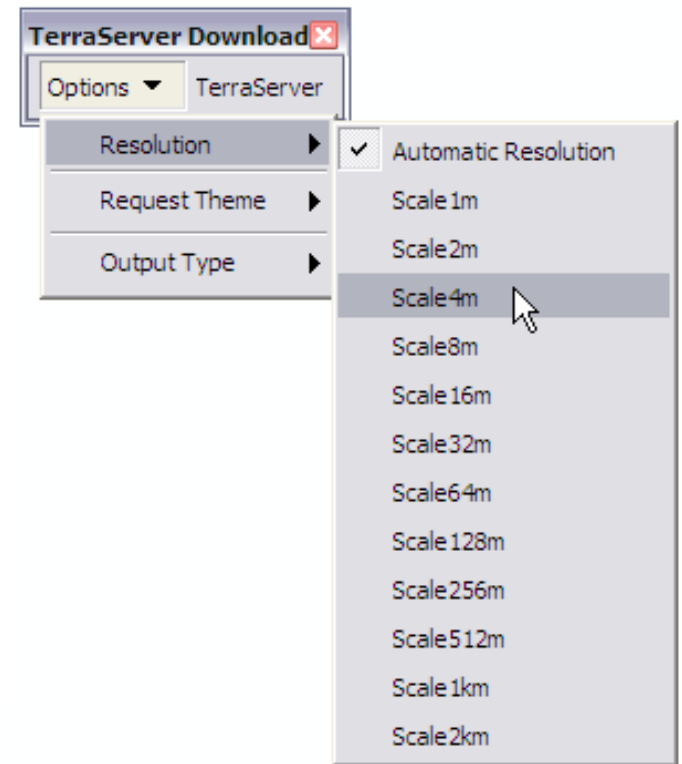 TerraServer Download
Options TerraServer
Resolution
Request Theme
Output Type
Automatic Resolution
Scale1m
Scale2m
Scale4m
Scale8m
Scale16m
Scale32m
Scale64m
Scale128m
Scale256m
Scale512m
Scale1km
Scale2km